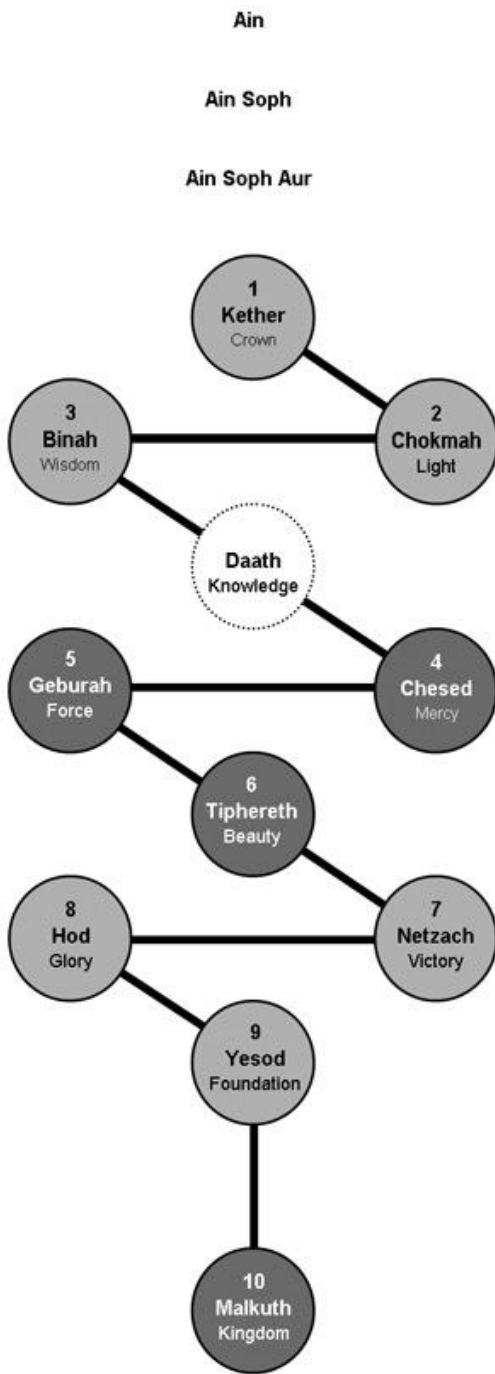 Ain
Ain Soph
Ain Soph Aur
1
Kether
Crown
3
Binah
Wisdom
2
Chokmah
Light
Daath
Knowledge
5
Geburah
Force
4
Chesed
Mercy
6
Tiphereth
Beauty
8
Hod
Glory
7
Netzach
Victory
9
Yesod
Foundation
10
Malkuth
Kingdom